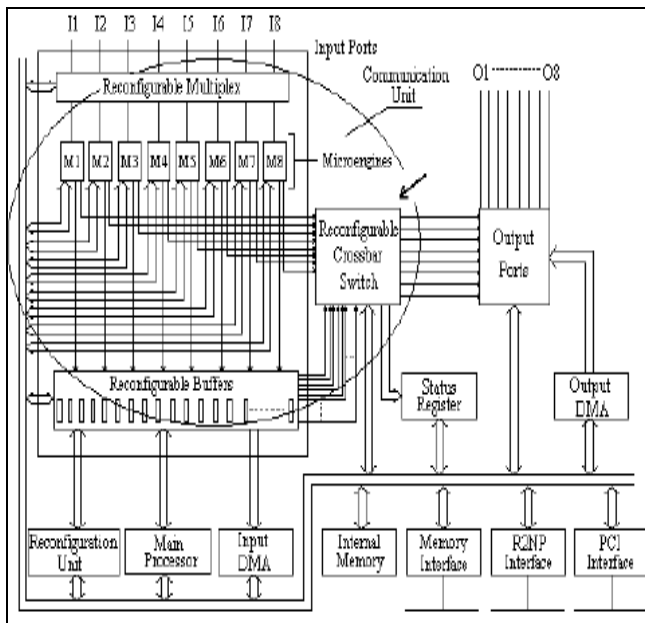 I1 I2 I3 I4 I5 I6 I7 I8
Input Ports
Reconfigurable Multiplex
Communication
Unit
O1 O8
M1 M2 M3 M4 M5 M6 M7 M8
Microengines
Reconfigurable
Crossbar
Switch
Output
Ports
Reconfigurable Buffers
Status
Register
Output
DMA
Reconfiguration
Unit
Main
Processor
Input
DMA
Internal
Memory
Memory
Interface
R2NP
Interface
PCI
Interface